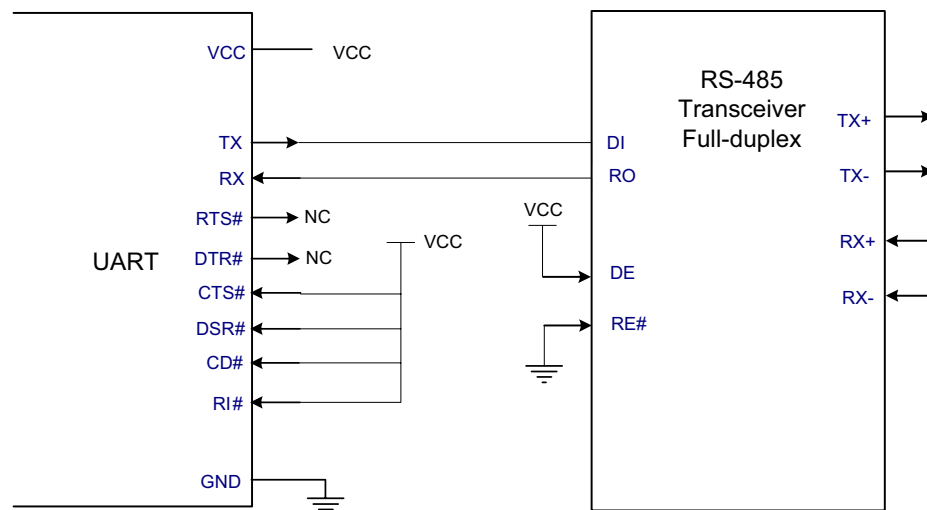 VCC
VCC
TX
RX
RTS#
NC
DTR#
NC
UART
CTS#
DSR#
CD#
RI#
GND
VCC
VCC
RS-485
Transceiver
Full-duplex
DI
RO
DE
RE#
TX+
TX-
RX+
RX-